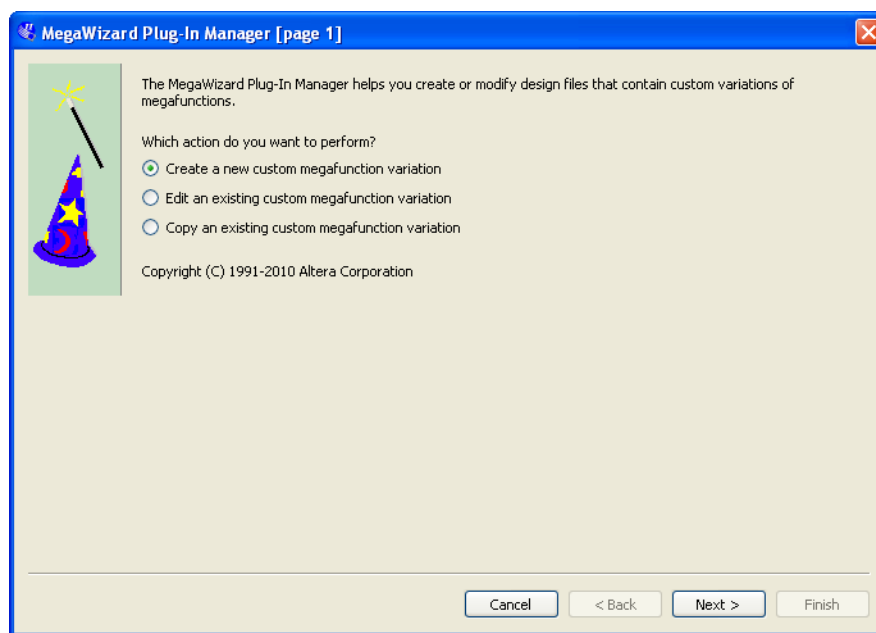 MegaWizard Plug-In Manager [page 1]
The MegaWizard Plug-In Manager helps you create or modify design files that contain custom variations of
megafunctions.
Which action do you want to perform?
Create a new custom megafunction variation
Edit an existing custom megafunction variation
Copy an existing custom megafunction variation
Copyright (C) 1991-2010 Altera Corporation
Cancel
< Back
Next >
Finish